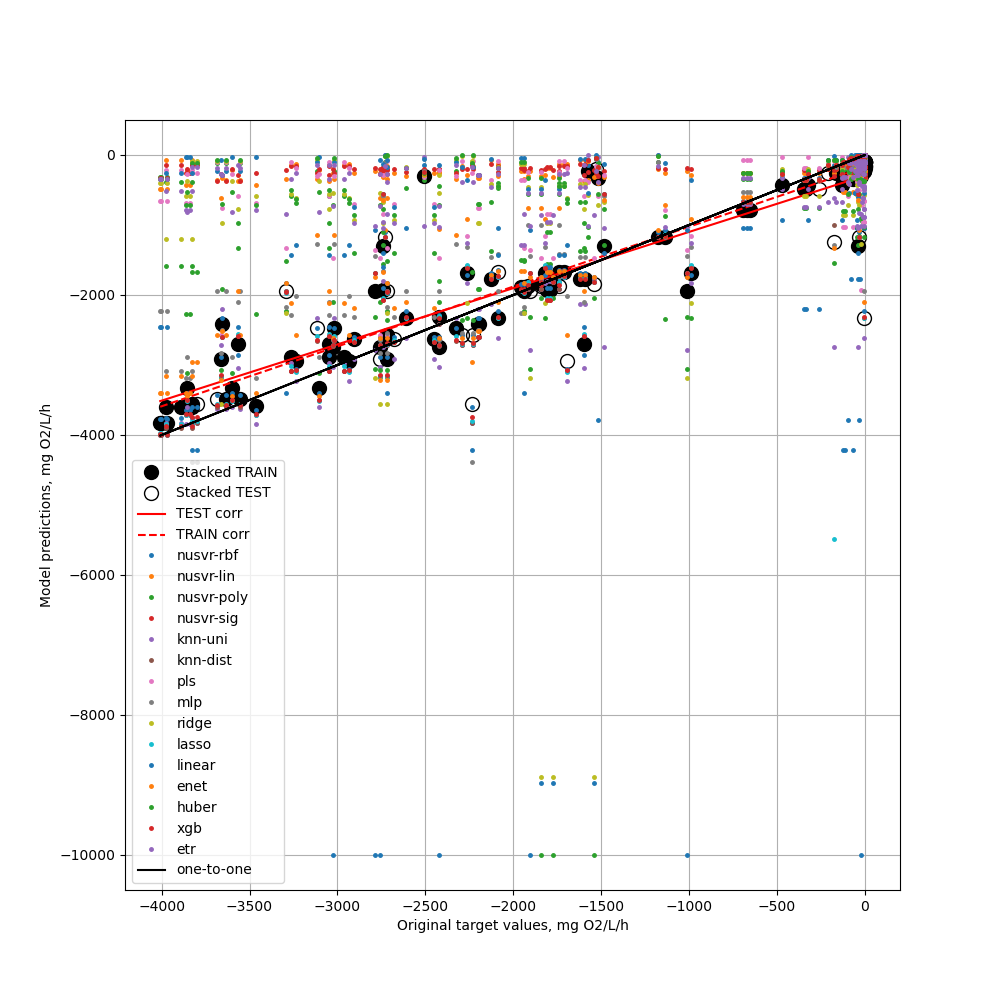 0
−2000
−4000
−6000
−8000
−10000
Model predictions, mg O2/L/h
Stacked TRAIN
Stacked TEST
TEST corr
TRAIN corr
nusvr-rbf
nusvr-lin
nusvr-poly
nusvr-sig
knn-uni
knn-dist
pls
mlp
ridge
lasso
linear
enet
huber
xgb
etr
one-to-one
−4000 −3500 −3000 −2500 −2000 −1500 −1000 −500 0
Original target values, mg O2/L/h